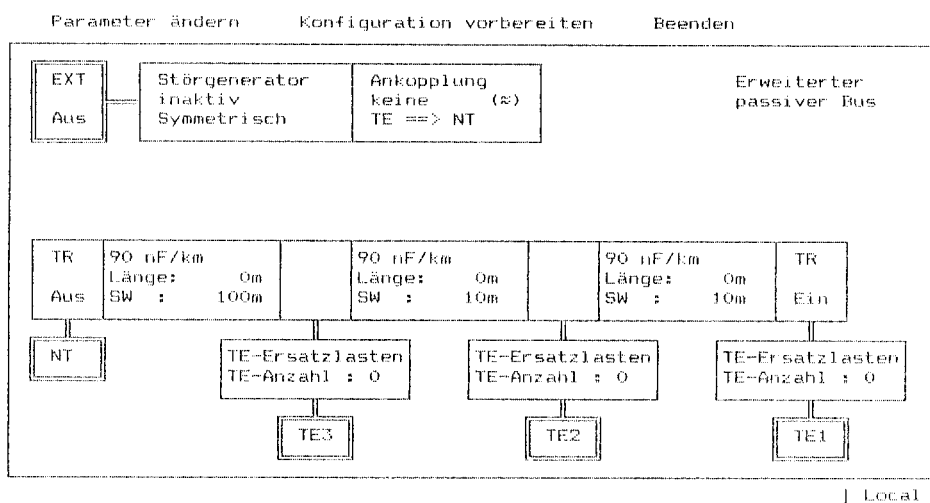 Parameter ändern Konfiguration vorbereiten Beenden
EXT
Aus
Störgenerator
inaktiv
Symmetrisch
Ankopplung
keine (≈)
TE ==> NT
Erweiterter
passiver Bus
TR
Aus
90 nF/km
Länge: 0m
SW : 100m
90 nF/km
Länge: 0m
SW : 10m
90 nF/km
Länge: 0m
SW : 10m
TR
Ein
NT
TE-Ersatzlasten
TE-Anzahl : 0
TE-Ersatzlasten
TE-Anzahl : 0
TE-Ersatzlasten
TE-Anzahl : 0
TE3
TE2
TE1
| Local